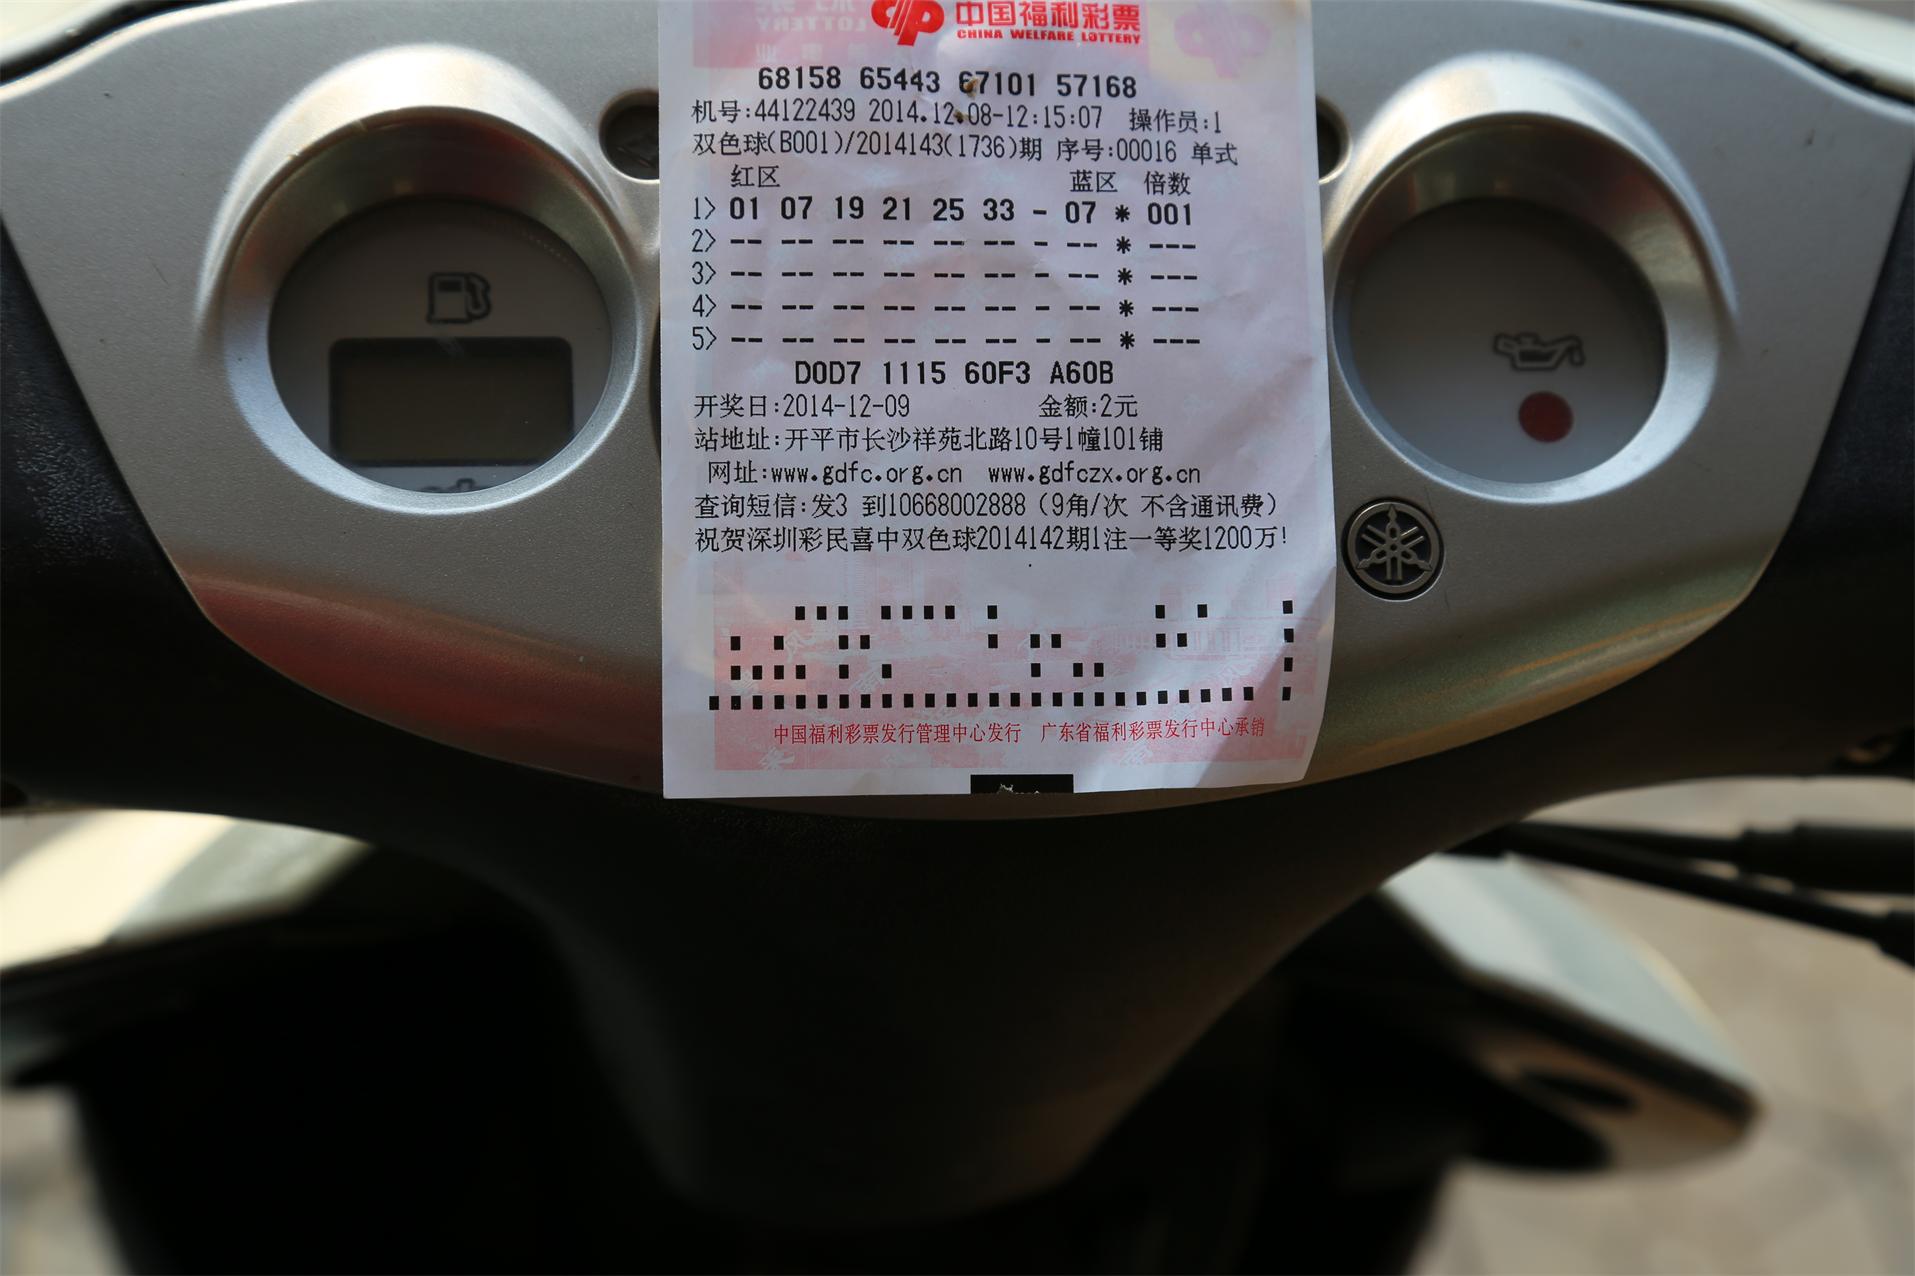 中国福利彩票
CHINA WELFARE LOTTERY
68158 65443 67101 57168
机号:44122439 2014.12.08-12:15:07 操作员:1
双色球(B001)/2014143(1736)期 序号:00016 单式
红区 蓝区 倍数
1> 01 07 19 21 25 33 - 07 * 001
2> -- -- -- -- -- -- - -- * ---
3> -- -- -- -- -- -- - -- * ---
4> -- -- -- -- -- -- - -- * ---
5> -- -- -- -- -- -- - -- * ---
D0D7 1115 60F3 A60B
开奖日:2014-12-09 金额:2元
站地址:开平市长沙祥苑北路10号1幢101铺
网址:www.gdfc.org.cn www.gdfczx.org.cn
查询短信:发3 到10668002888（9角/次 不含通讯费）
祝贺深圳彩民喜中双色球2014142期1注一等奖1200万!
中国福利彩票发行管理中心发行 广东省福利彩票发行中心承销